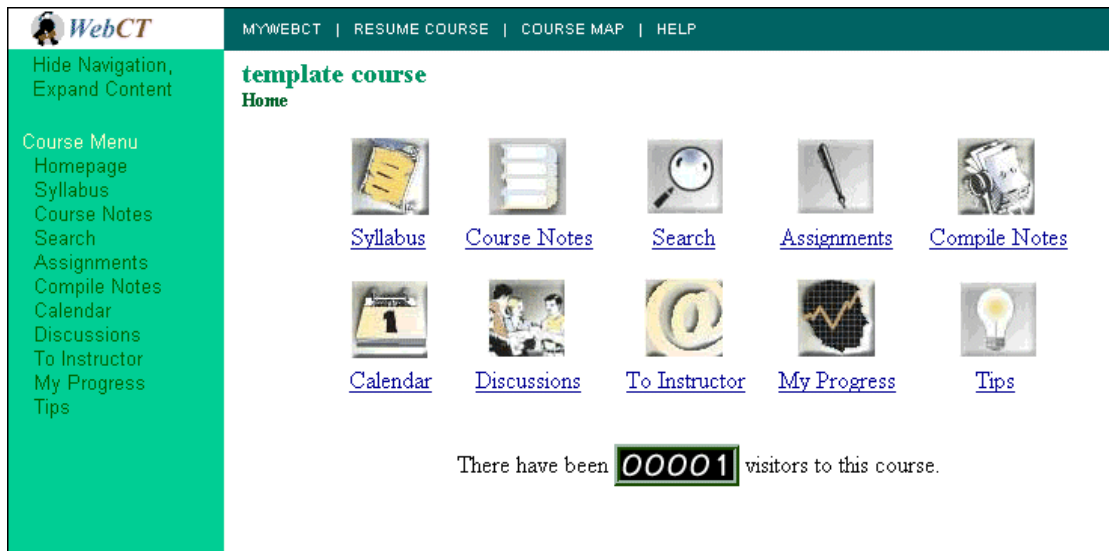 WebCT
MYWEBCT | RESUME COURSE | COURSE MAP | HELP
Hide Navigation,
Expand Content
Course Menu
Homepage
Syllabus
Course Notes
Search
Assignments
Compile Notes
Calendar
Discussions
To Instructor
My Progress
Tips
template course
Home
Syllabus Course Notes Search Assignments Compile Notes
1
Calendar Discussions To Instructor My Progress Tips
There have been 00001 visitors to this course.